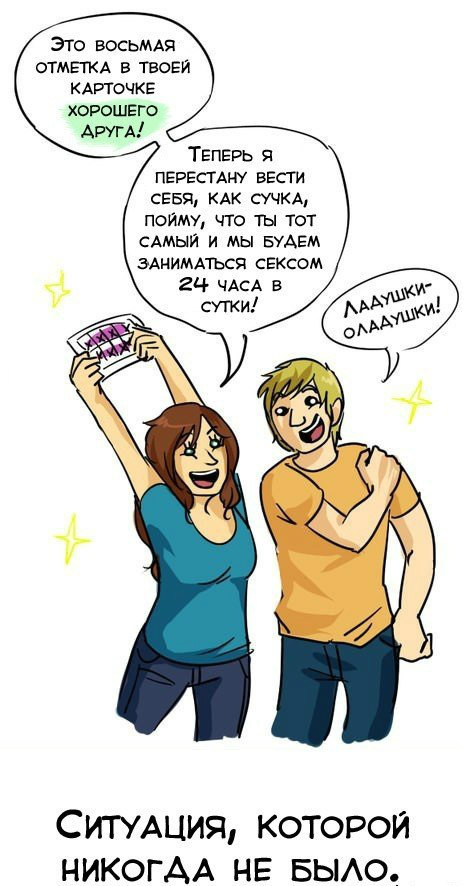 Это восьмая
отметка в твоей
карточке
хорошего
друга!
Теперь я
перестану вести
себя, как сучка,
пойму, что ты тот
самый и мы будем
заниматься сексом
24 часа в
сутки!
Ладушки-
оладушки!
Ситуация, которой
никогда не было.